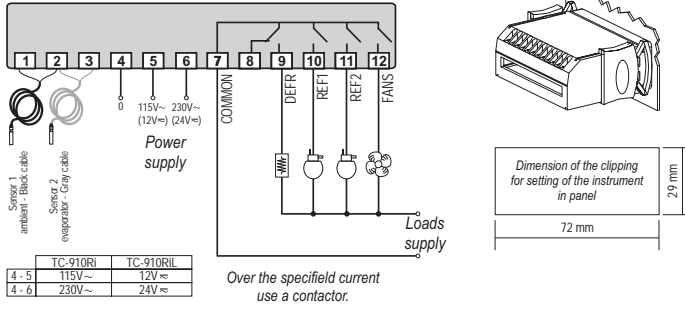 1 2 3 4 5 6 7 8 9 10 11 12
0
115V~ 230V~
(12V≂) (24V≂)
Power
supply
COMMON
DEFR
REF1
REF2
FANS
Sensor 1
ambient - Black cable
Sensor 2
evaporator - Gray cable
Loads
supply
TC-910Ri TC-910RiL
4 - 5 115V~ 12V≂
4 - 6 230V~ 24V≂
Over the specifield current
use a contactor.
Dimension of the clipping
for setting of the instrument
in panel
29 mm
72 mm